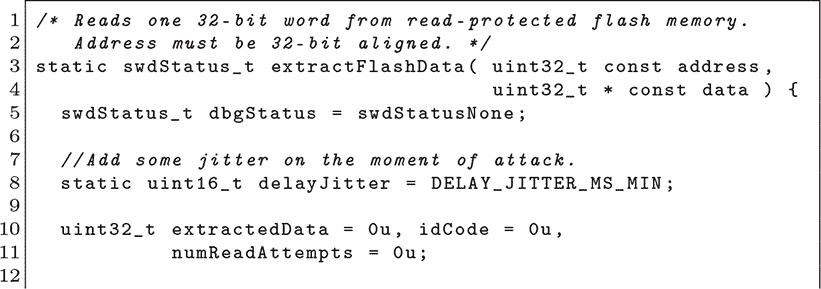 1 /* Reads one 32-bit word from read-protected flash memory.
2    Address must be 32-bit aligned. */
3 static swdStatus_t extractFlashData( uint32_t const address,
4                                      uint32_t * const data ) {
5   swdStatus_t dbgStatus = swdStatusNone;
6
7   //Add some jitter on the moment of attack.
8   static uint16_t delayJitter = DELAY_JITTER_MS_MIN;
9
10   uint32_t extractedData = 0u, idCode = 0u,
11            numReadAttempts = 0u;
12